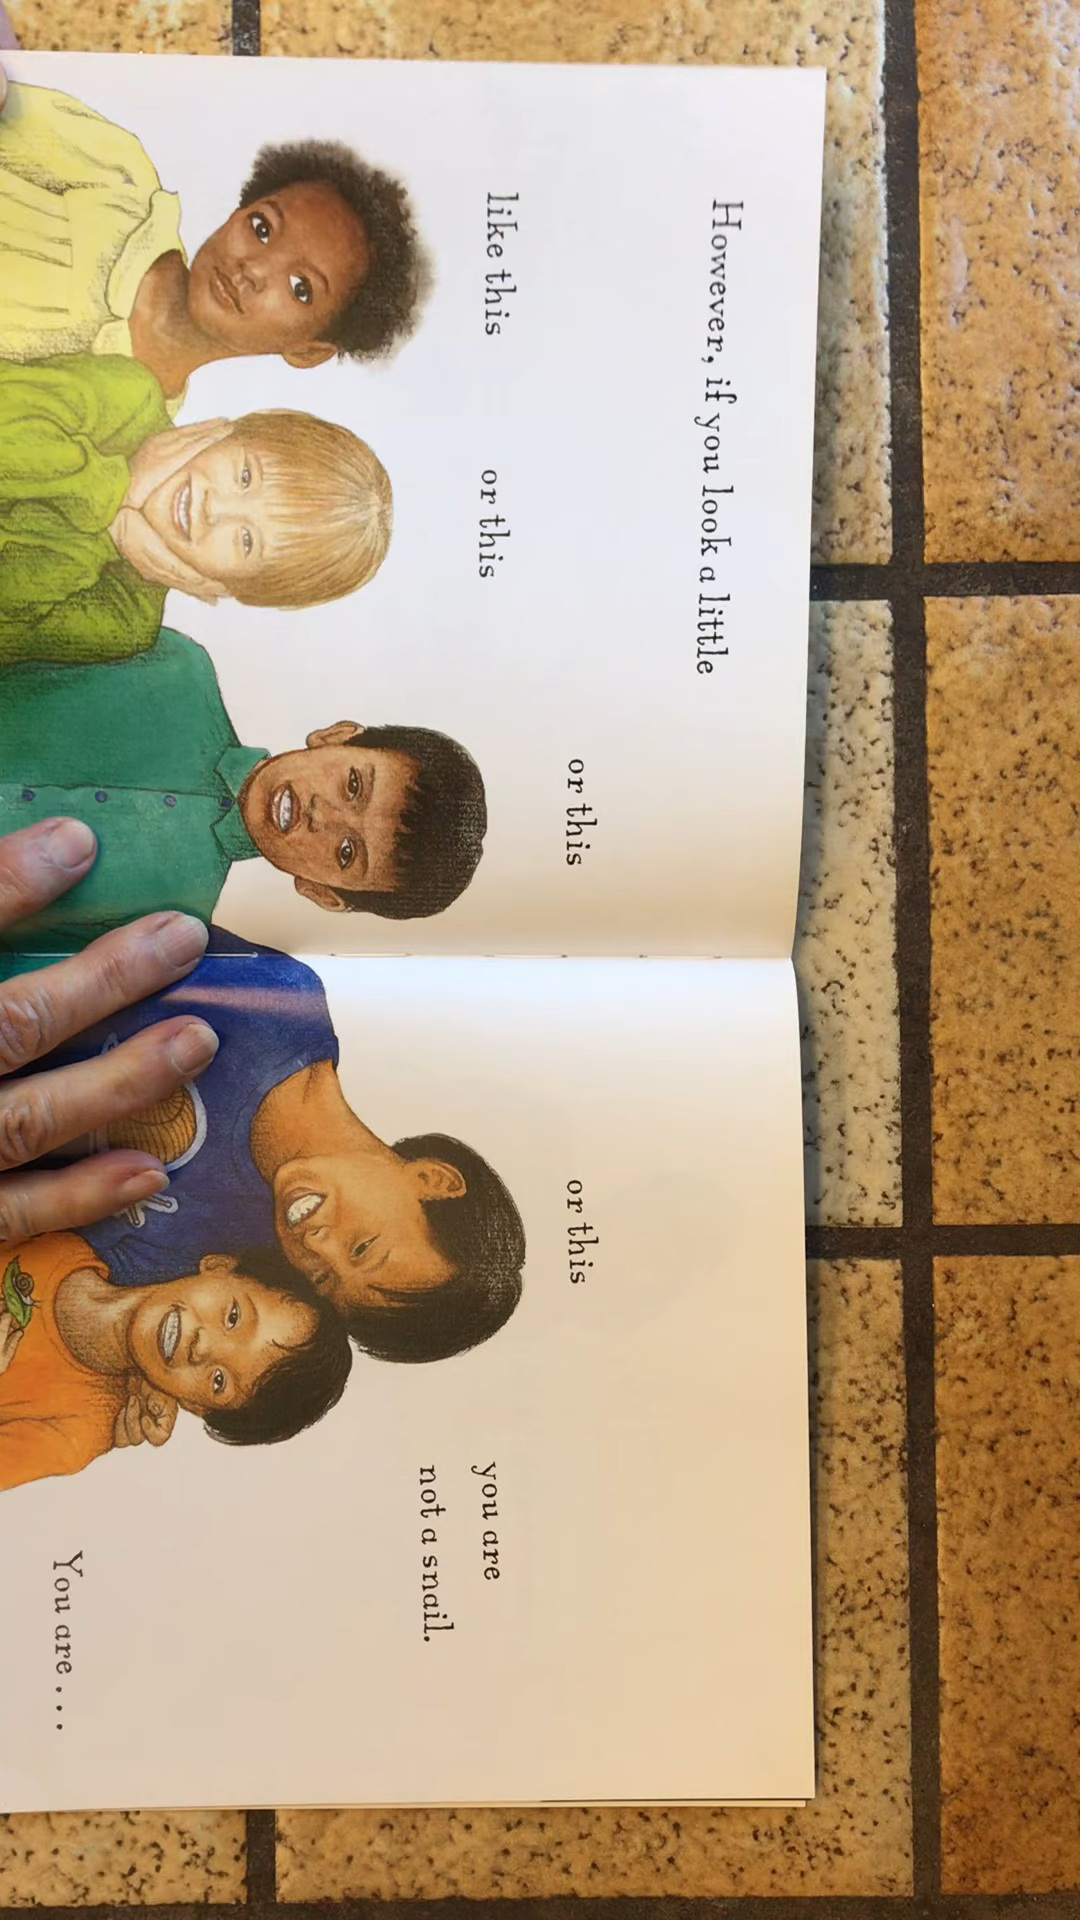 However, if you look a little
like this
or this
or this
or this
you are
not a snail.
You are . . .